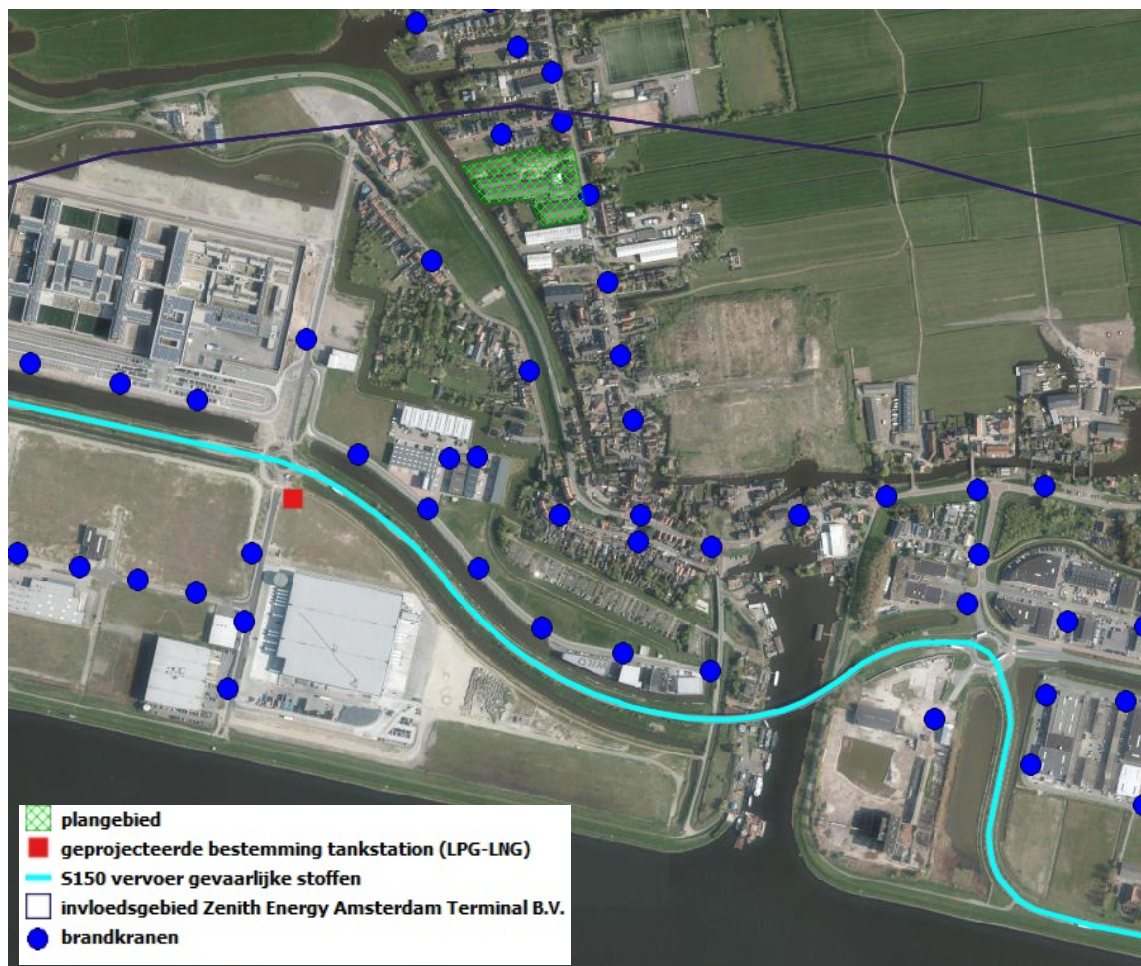 plangebied
geprojecteerde bestemming tankstation (LPG-LNG)
S150 vervoer gevaarlijke stoffen
invloedsgebied Zenith Energy Amsterdam Terminal B.V.
brandkranen